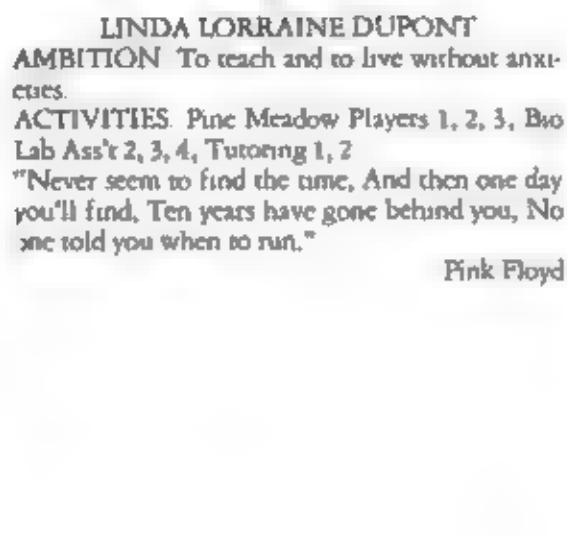 LINDA LORRAINE DUPONT
AMBITION To teach and to live without anxi-
eties.
ACTIVITIES. Pine Meadow Players 1, 2, 3, Bio
Lab Ass't 2, 3, 4, Tutoring 1, 2
"Never seem to find the time, And then one day
you'll find, Ten years have gone behind you, No
one told you when to run."
Pink Floyd